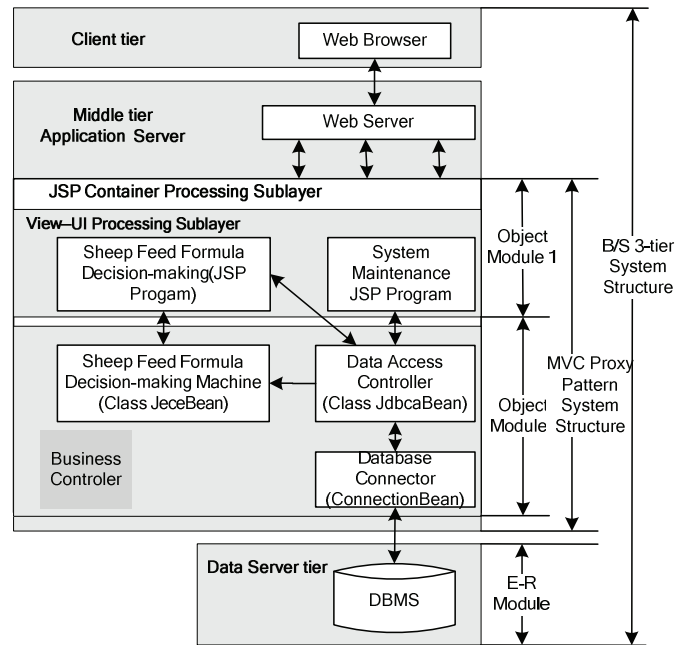 Client tier
Web Browser
Middle tier
Application Server
Web Server
JSP Container Processing Sublayer
View–UI Processing Sublayer
Sheep Feed Formula
Decision-making(JSP
Progam)
System
Maintenance
JSP Program
Object
Module 1
B/S 3-tier
System
Structure
Sheep Feed Formula
Decision-making Machine
(Class JeceBean)
Data Access
Controller
(Class JdbcaBean)
MVC Proxy
Pattern
System
Structure
Object
Module
Business
Controler
Database
Connector
(ConnectionBean)
Data Server tier
DBMS
E-R
Module